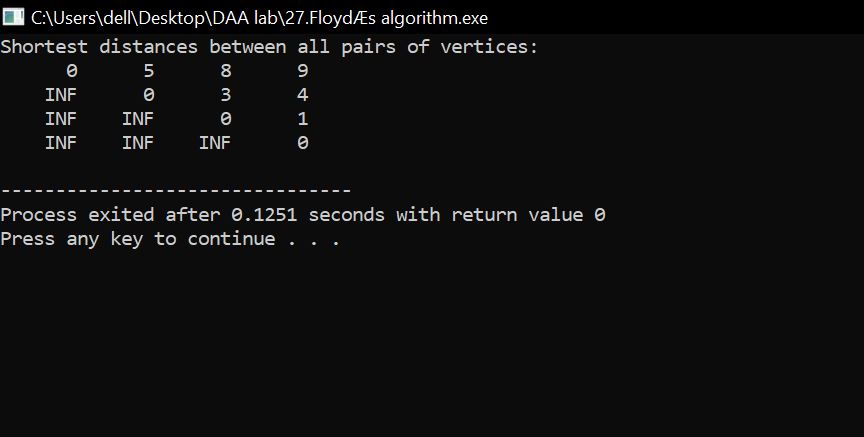 C:\Users\dell\Desktop\DAA lab\27.FloydÆs algorithm.exe
Shortest distances between all pairs of vertices:
      0      5      8      9
    INF      0      3      4
    INF    INF      0      1
    INF    INF    INF      0
--------------------------------
Process exited after 0.1251 seconds with return value 0
Press any key to continue . . .